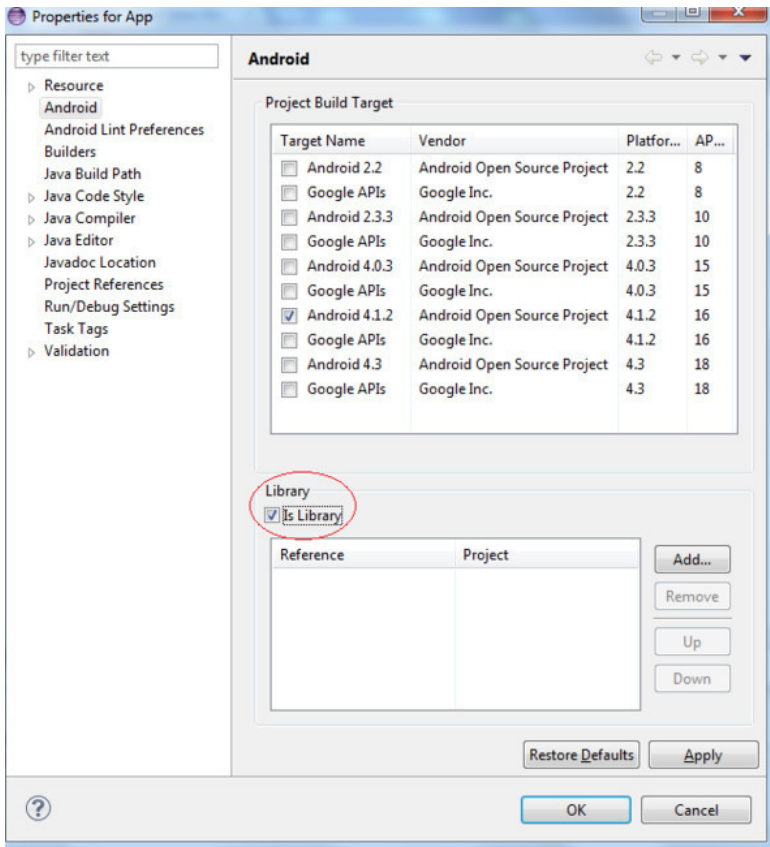 Properties for App
type filter text
Resource
Android
Android Lint Preferences
Builders
Java Build Path
Java Code Style
Java Compiler
Java Editor
Javadoc Location
Project References
Run/Debug Settings
Task Tags
Validation
Android
Project Build Target
Target Name Vendor Platfor... AP...
Android 2.2 Android Open Source Project 2.2 8
Google APIs Google Inc. 2.2 8
Android 2.3.3 Android Open Source Project 2.3.3 10
Google APIs Google Inc. 2.3.3 10
Android 4.0.3 Android Open Source Project 4.0.3 15
Google APIs Google Inc. 4.0.3 15
Android 4.1.2 Android Open Source Project 4.1.2 16
Google APIs Google Inc. 4.1.2 16
Android 4.3 Android Open Source Project 4.3 18
Google APIs Google Inc. 4.3 18
Library
Is Library
Reference Project
Add...
Remove
Up
Down
Restore Defaults Apply
? OK Cancel